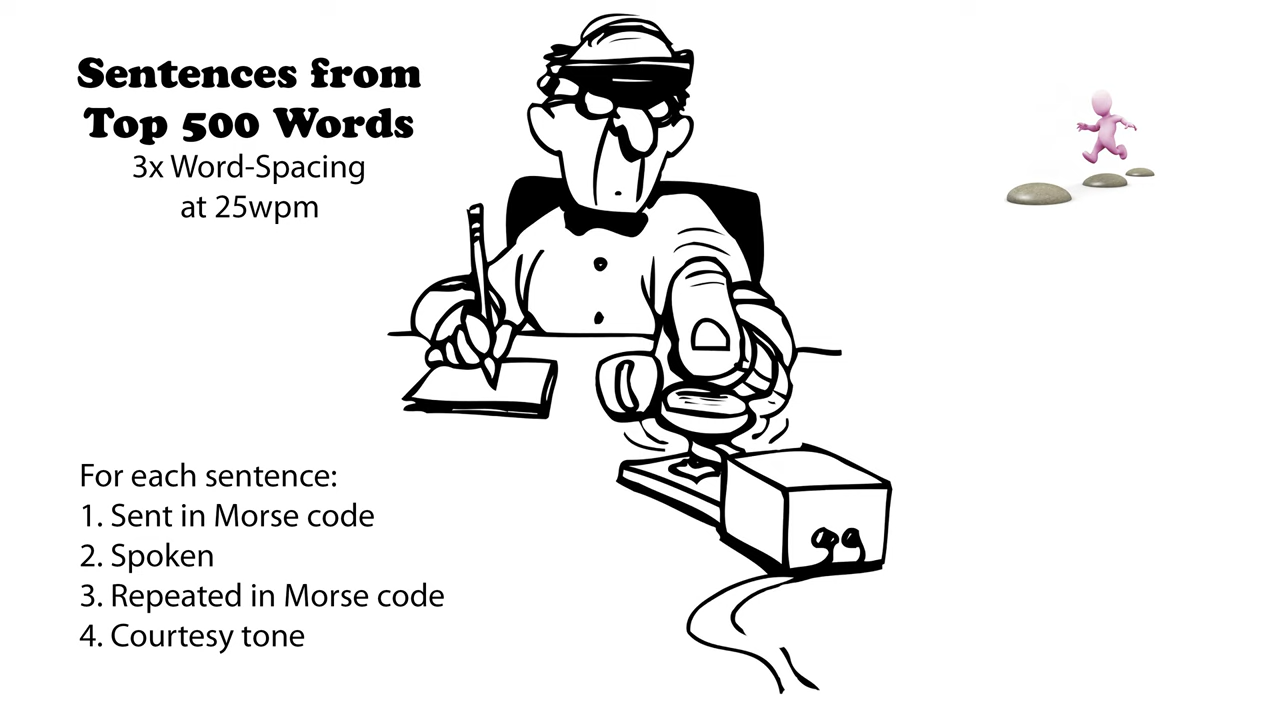 Sentences from
Top 500 Words
3x Word-Spacing
at 25wpm
For each sentence:
1. Sent in Morse code
2. Spoken
3. Repeated in Morse code
4. Courtesy tone